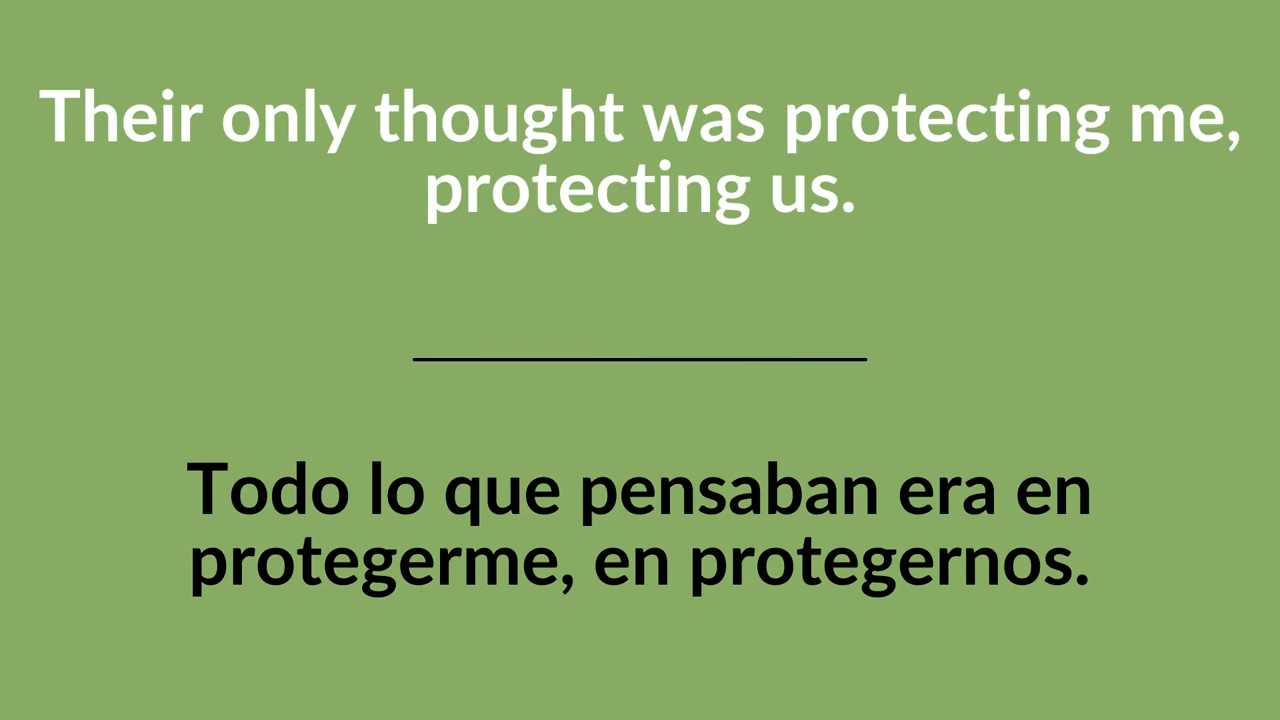 Their only thought was protecting me,
protecting us.
Todo lo que pensaban era en
protegerme, en protegernos.